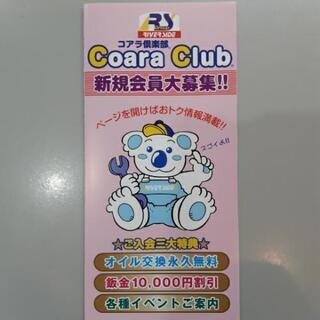 RS
RIVER SIDE
コアラ倶楽部
Coara Club
新規会員大募集!!
ページを開けばおトク情報満載!!
スゴイよ!!
RIVERSIDE
☆ご入会三大特典☆
オイル交換永久無料
鈑金10,000円割引
各種イベントご案内